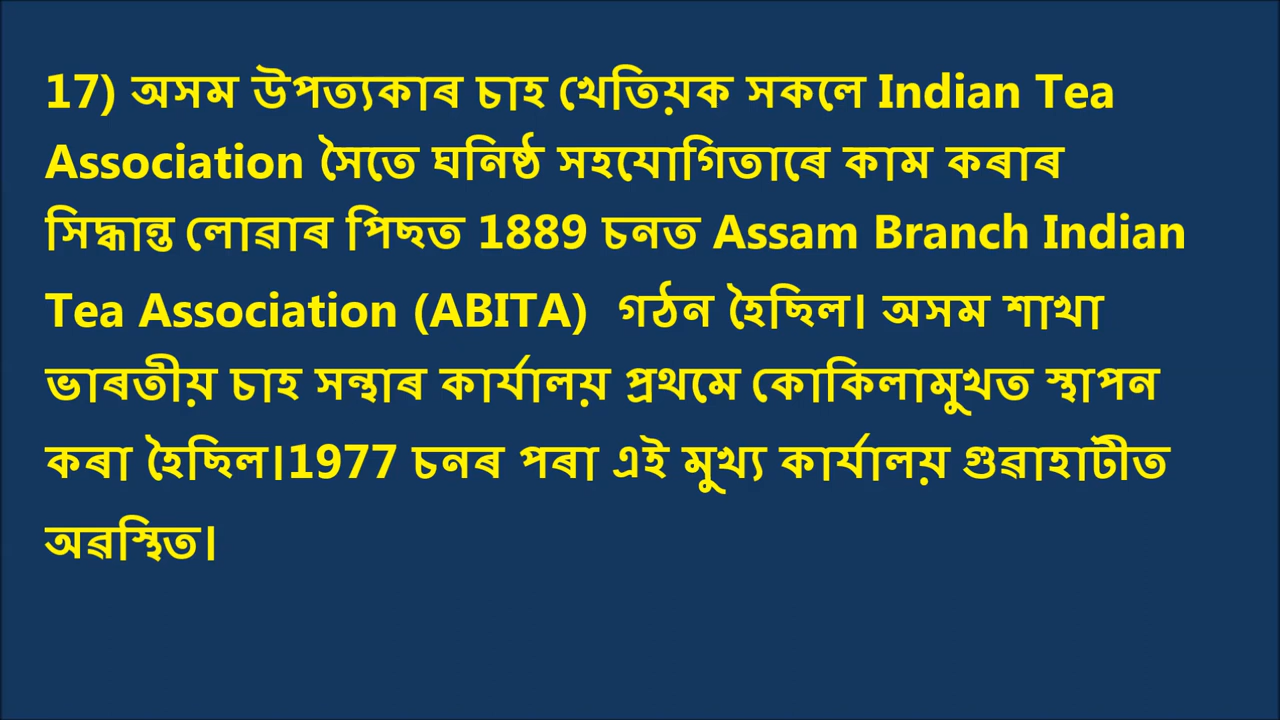 17) অসম উপত্যকাৰ চাহ খেতিয়ক সকলে Indian Tea
Association সৈতে ঘনিষ্ঠ সহযোগিতাৰে কাম কৰাৰ
সিদ্ধান্ত লোৱাৰ পিছত 1889 চনত Assam Branch Indian
Tea Association (ABITA) গঠন হৈছিল। অসম শাখা
ভাৰতীয় চাহ সন্থাৰ কাৰ্যালয় প্ৰথমে কোকিলামুখত স্থাপন
কৰা হৈছিল।1977 চনৰ পৰা এই মুখ্য কাৰ্যালয় গুৱাহাটীত
অৱস্থিত।